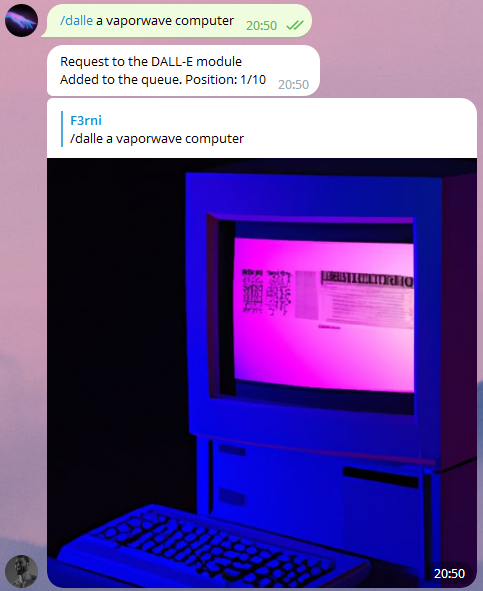 /dalle a vaporwave computer
20:50
Request to the DALL-E module
Added to the queue. Position: 1/10
20:50
F3rni
/dalle a vaporwave computer
20:50